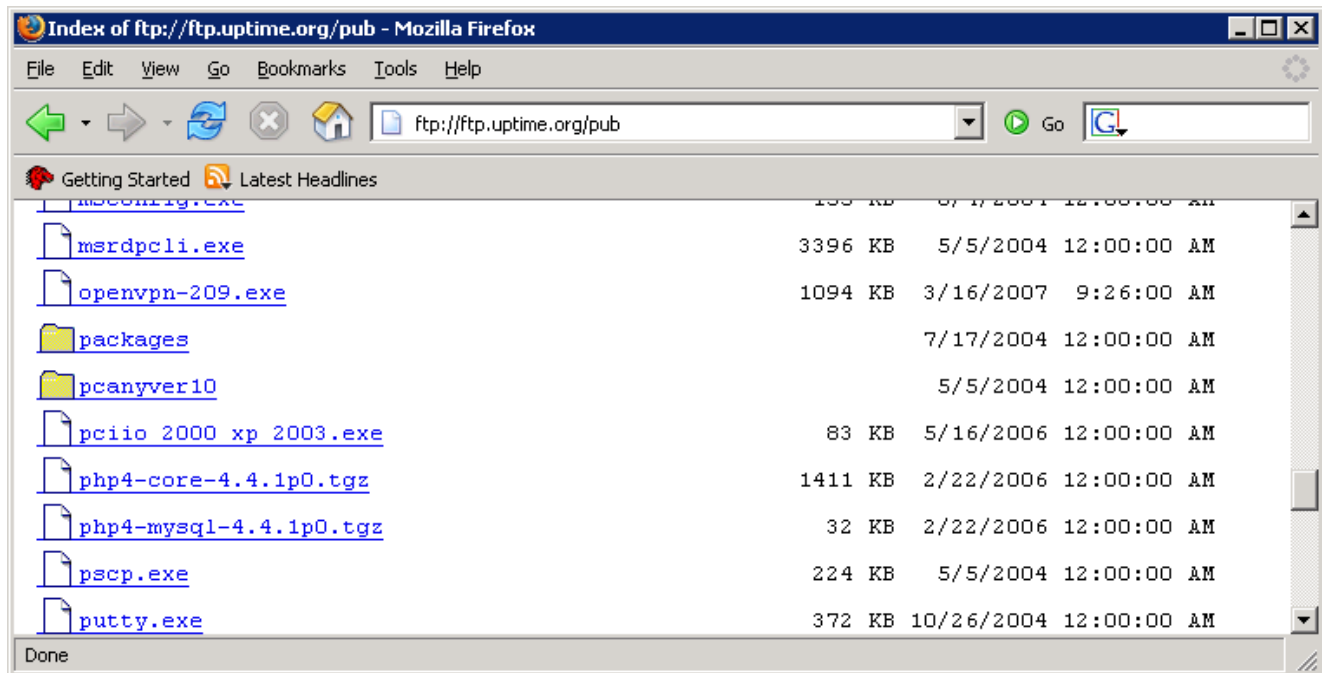 Index of ftp://ftp.uptime.org/pub - Mozilla Firefox
File Edit View Go Bookmarks Tools Help
ftp://ftp.uptime.org/pub Go G
Getting Started Latest Headlines
msconfig.exe
msrdpcli.exe 3396 KB 5/5/2004 12:00:00 AM
openvpn-209.exe 1094 KB 3/16/2007 9:26:00 AM
packages 7/17/2004 12:00:00 AM
pcanyver10 5/5/2004 12:00:00 AM
pciio 2000 xp 2003.exe 83 KB 5/16/2006 12:00:00 AM
php4-core-4.4.1p0.tgz 1411 KB 2/22/2006 12:00:00 AM
php4-mysql-4.4.1p0.tgz 32 KB 2/22/2006 12:00:00 AM
pscp.exe 224 KB 5/5/2004 12:00:00 AM
putty.exe 372 KB 10/26/2004 12:00:00 AM
Done